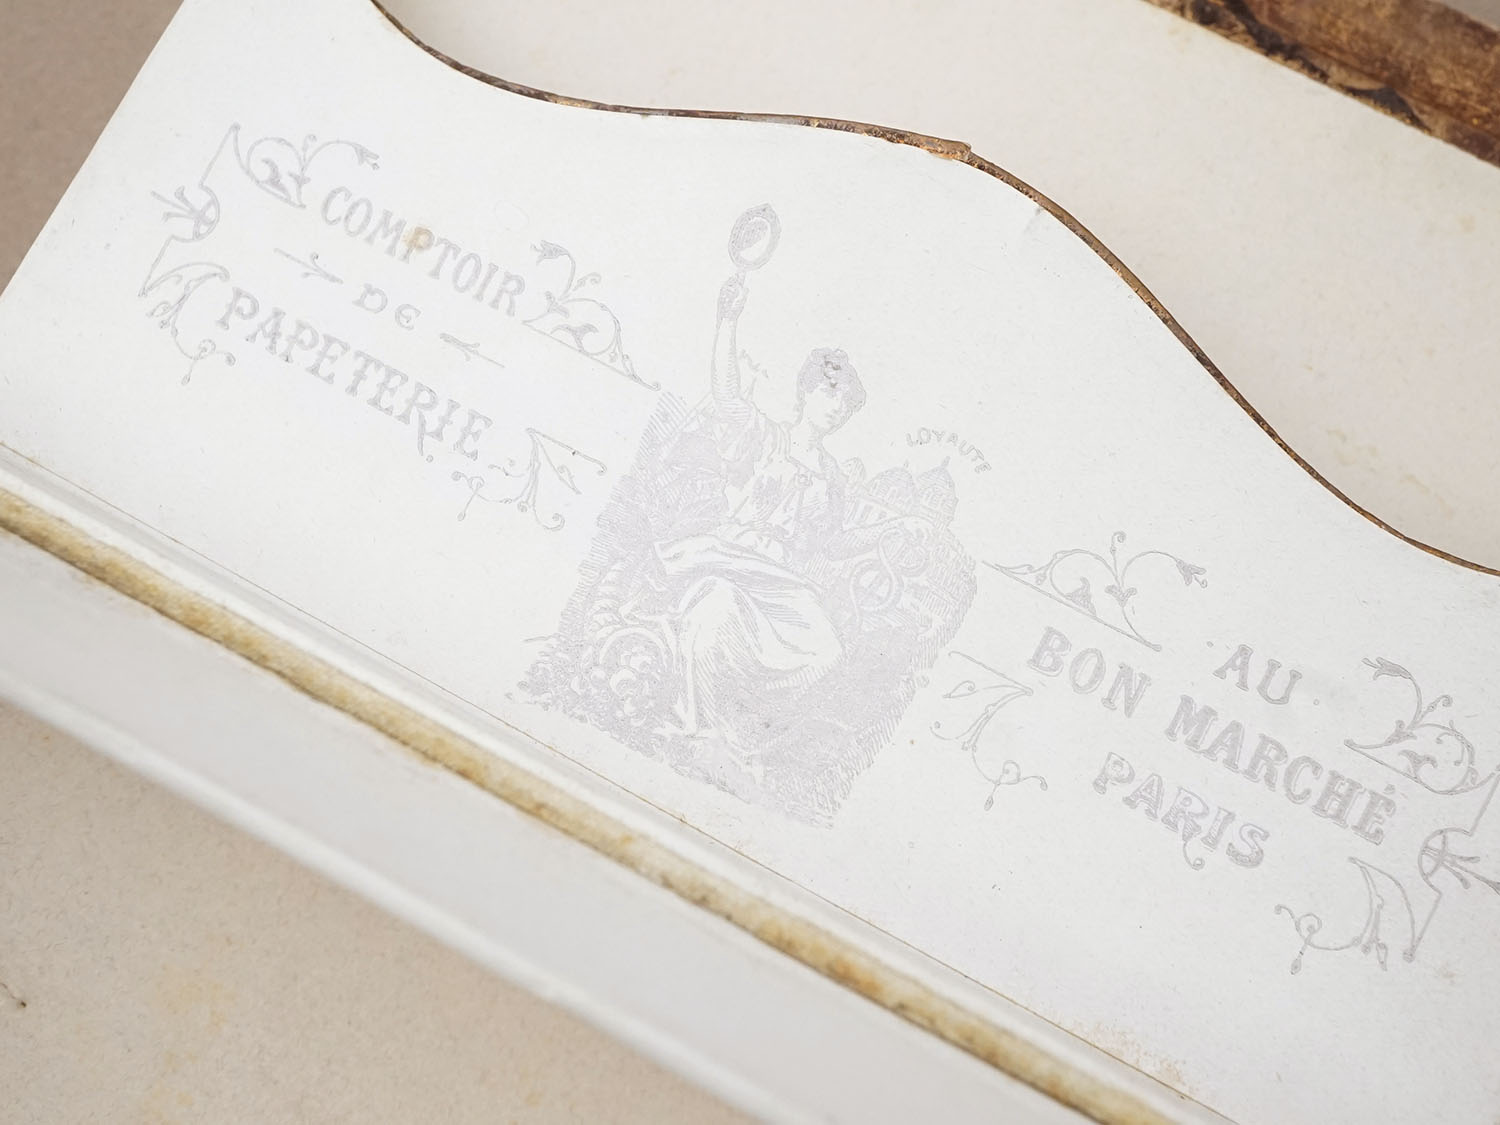 COMPTOIR
DE
PAPETERIE
LOYAUTE
AU
BON MARCHÉ
PARIS